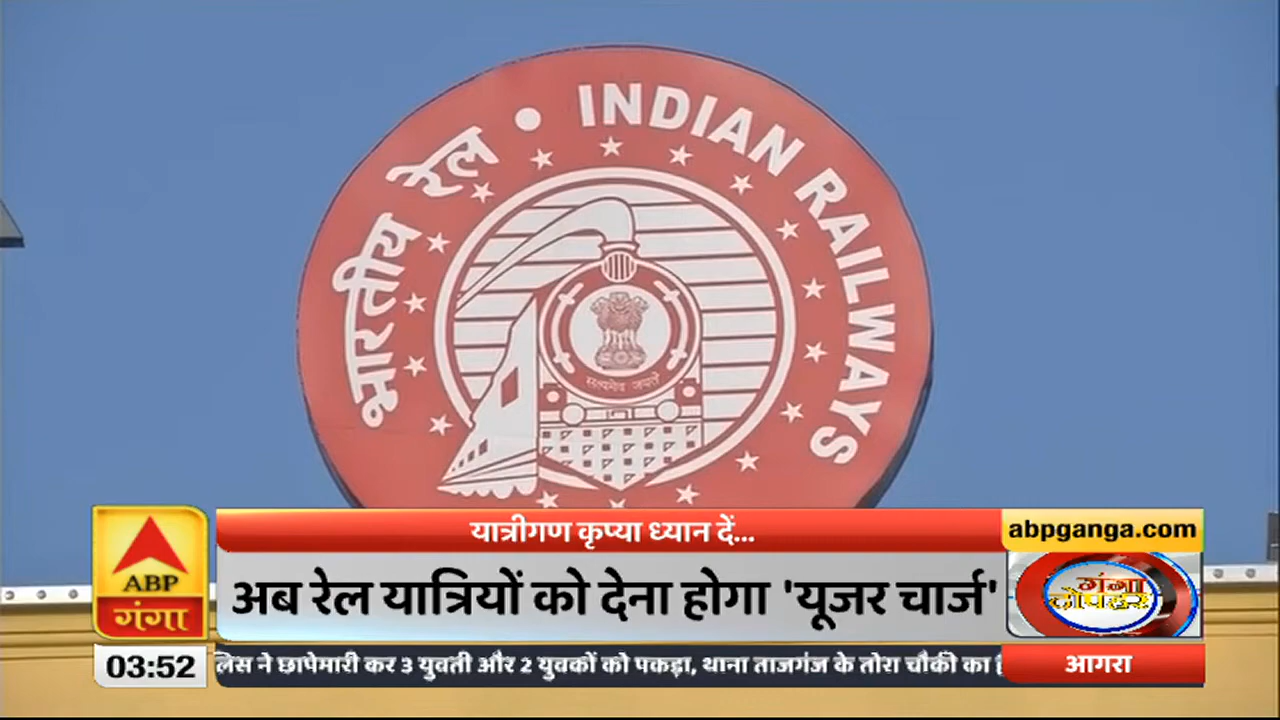 भारतीय रेल • INDIAN RAILWAYS
सत्यमेव जयते
यात्रीगण कृप्या ध्यान दें...
abpganga.com
ABP
गंगा
अब रेल यात्रियों को देना होगा 'यूजर चार्ज'
गंगा
03:52
लिस ने छापेमारी कर 3 युवती और 2 युवकों को पकड़ा, थाना ताजगंज के तोरा चौकी का
आगरा